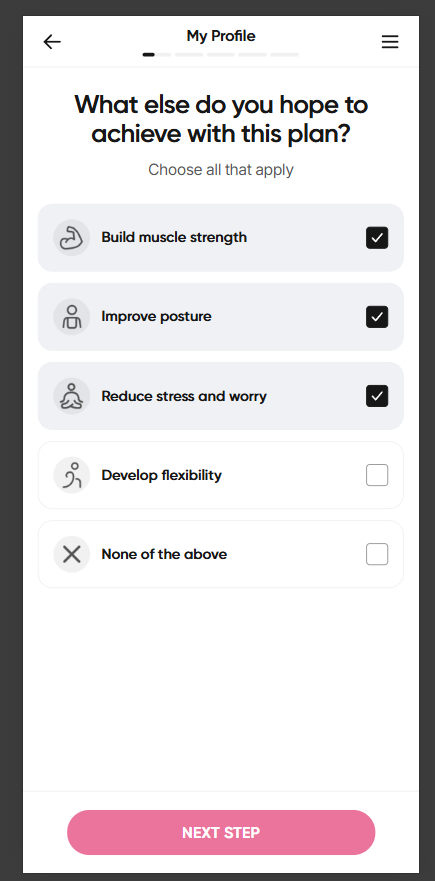 My Profile
What else do you hope to
achieve with this plan?
Choose all that apply
Build muscle strength
Improve posture
Reduce stress and worry
Develop flexibility
None of the above
NEXT STEP